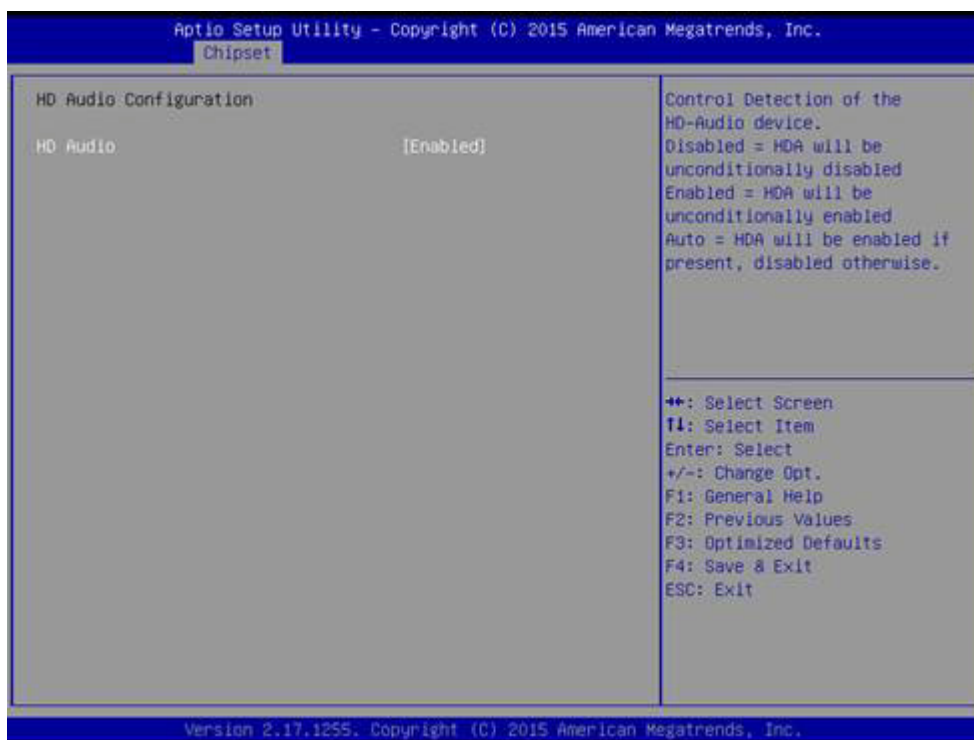 Aptio Setup Utility - Copyright (C) 2015 American Megatrends, Inc.
Chipset
HD Audio Configuration
HD Audio [Enabled]
Control Detection of the
HD-Audio device.
Disabled = HDA will be
unconditionally disabled
Enabled = HDA will be
unconditionally enabled
Auto = HDA will be enabled if
present, disabled otherwise.
→←: Select Screen
↑↓: Select Item
Enter: Select
+/-: Change Opt.
F1: General Help
F2: Previous Values
F3: Optimized Defaults
F4: Save & Exit
ESC: Exit
Version 2.17.1255. Copyright (C) 2015 American Megatrends, Inc.